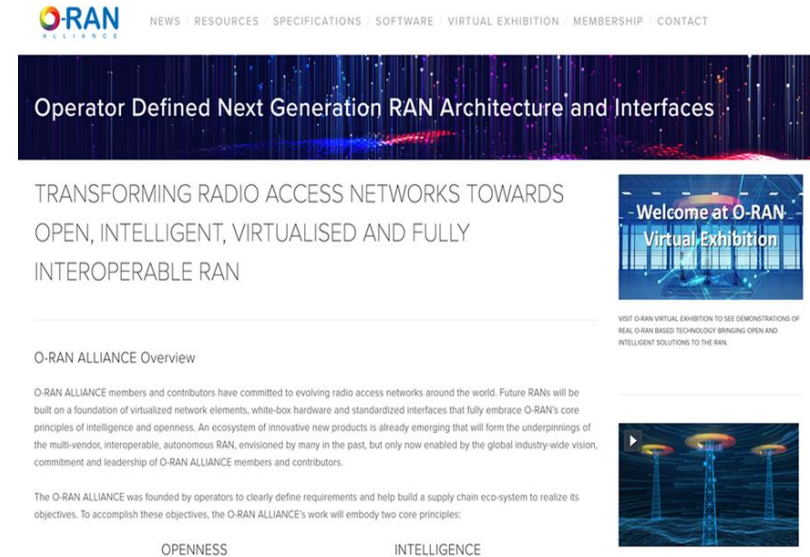 O-RAN
ALLIANCE
NEWS / RESOURCES / SPECIFICATIONS / SOFTWARE / VIRTUAL EXHIBITION / MEMBERSHIP / CONTACT
Operator Defined Next Generation RAN Architecture and Interfaces
TRANSFORMING RADIO ACCESS NETWORKS TOWARDS
OPEN, INTELLIGENT, VIRTUALISED AND FULLY
INTEROPERABLE RAN
O-RAN ALLIANCE Overview
O-RAN ALLIANCE members and contributors have committed to evolving radio access networks around the world. Future RANs will be
built on a foundation of virtualized network elements, white-box hardware and standardized interfaces that fully embrace O-RAN's core
principles of intelligence and openness. An ecosystem of innovative new products is already emerging that will form the underpinnings of
the multi-vendor, interoperable, autonomous RAN, envisioned by many in the past, but only now enabled by the global industry-wide vision,
commitment and leadership of O-RAN ALLIANCE members and contributors.
The O-RAN ALLIANCE was founded by operators to clearly define requirements and help build a supply chain eco-system to realize its
objectives. To accomplish these objectives, the O-RAN ALLIANCE's work will embody two core principles:
OPENNESS
INTELLIGENCE
Welcome at O-RAN
Virtual Exhibition
VISIT O-RAN VIRTUAL EXHIBITION TO SEE DEMONSTRATIONS OF
REAL O-RAN BASED TECHNOLOGY BRINGING OPEN AND
INTELLIGENT SOLUTIONS TO THE RAN.